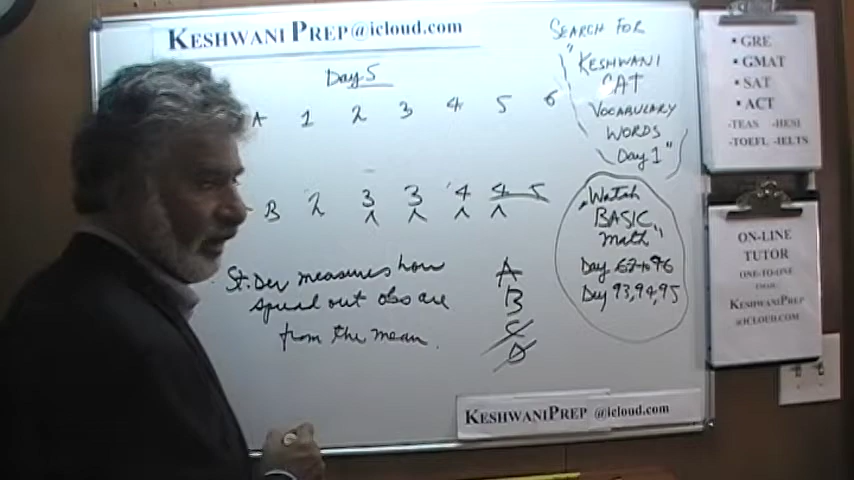 KESHWANI PREP@icloud.com
Day 5
A 1 2 3 4 5 6
B 2 3 3 4 4 5
St. Dev measures how
spread out obs are
from the mean.
A
B
C
D
SEARCH FOR
"KESHWANI
CAT
VOCABULARY
WORDS
Day 1"
Watch
"BASIC
Math"
Day 93,94,95
KESHWANIPREP @icloud.com
• GRE
• GMAT
• SAT
• ACT
-TEAS -HESI
-TOEFL -IELTS
ON-LINE
TUTOR
ONE-TO-ONE
KESHWANIPREP
@ICLOUD.COM